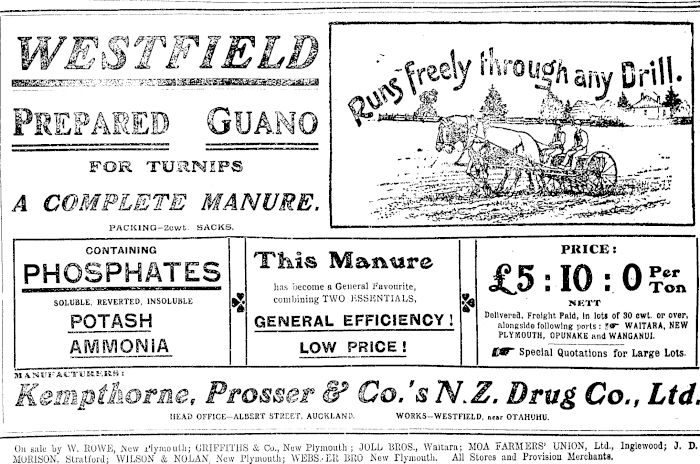 WESTFIELD
PREPARED GUANO
FOR TURNIPS
A COMPLETE MANURE.
PACKING—2cwt. SACKS.
Runs freely through any Drill.
CONTAINING
PHOSPHATES
SOLUBLE, REVERTED, INSOLUBLE
POTASH
AMMONIA
This Manure
has become a General Favourite,
combining TWO ESSENTIALS,
GENERAL EFFICIENCY!
LOW PRICE!
PRICE:
£5:10:0 Per Ton
NETT
Delivered, Freight Paid, in lots of 30 cwt. or over,
alongside following ports: WAITARA, NEW
PLYMOUTH, OPUNAKE and WANGANUI.
Special Quotations for Large Lots.
MANUFACTURERS:
Kempthorne, Prosser & Co.'s N.Z. Drug Co., Ltd.
HEAD OFFICE—ALBERT STREET, AUCKLAND. WORKS—WESTFIELD, near OTAHUHU.
On sale by W. ROWE, New Plymouth; GRIFFITHS & Co., New Plymouth; JOLL BROS., Waitara; MOA FARMERS' UNION, Ltd., Inglewood; J. D.
MORISON, Stratford; WILSON & NOLAN, New Plymouth; WEBSTER BRO New Plymouth. All Stores and Provision Merchants.